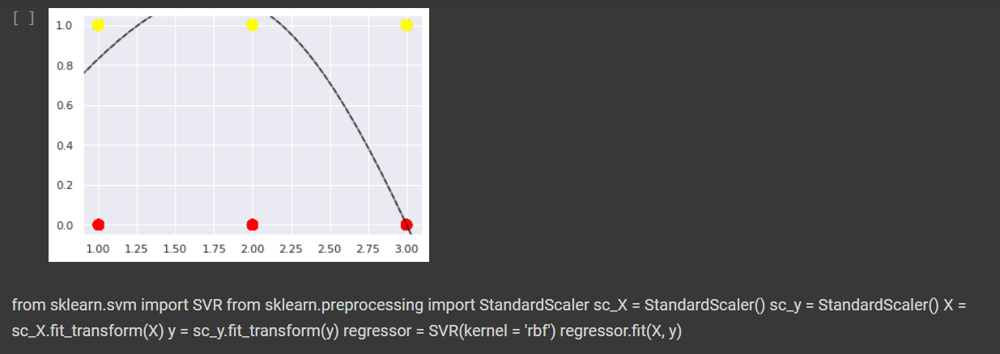 [ ]
1.0
0.8
0.6
0.4
0.2
0.0
1.00 1.25 1.50 1.75 2.00 2.25 2.50 2.75 3.00
from sklearn.svm import SVR from sklearn.preprocessing import StandardScaler sc_X = StandardScaler() sc_y = StandardScaler() X =
sc_X.fit_transform(X) y = sc_y.fit_transform(y) regressor = SVR(kernel = 'rbf') regressor.fit(X, y)